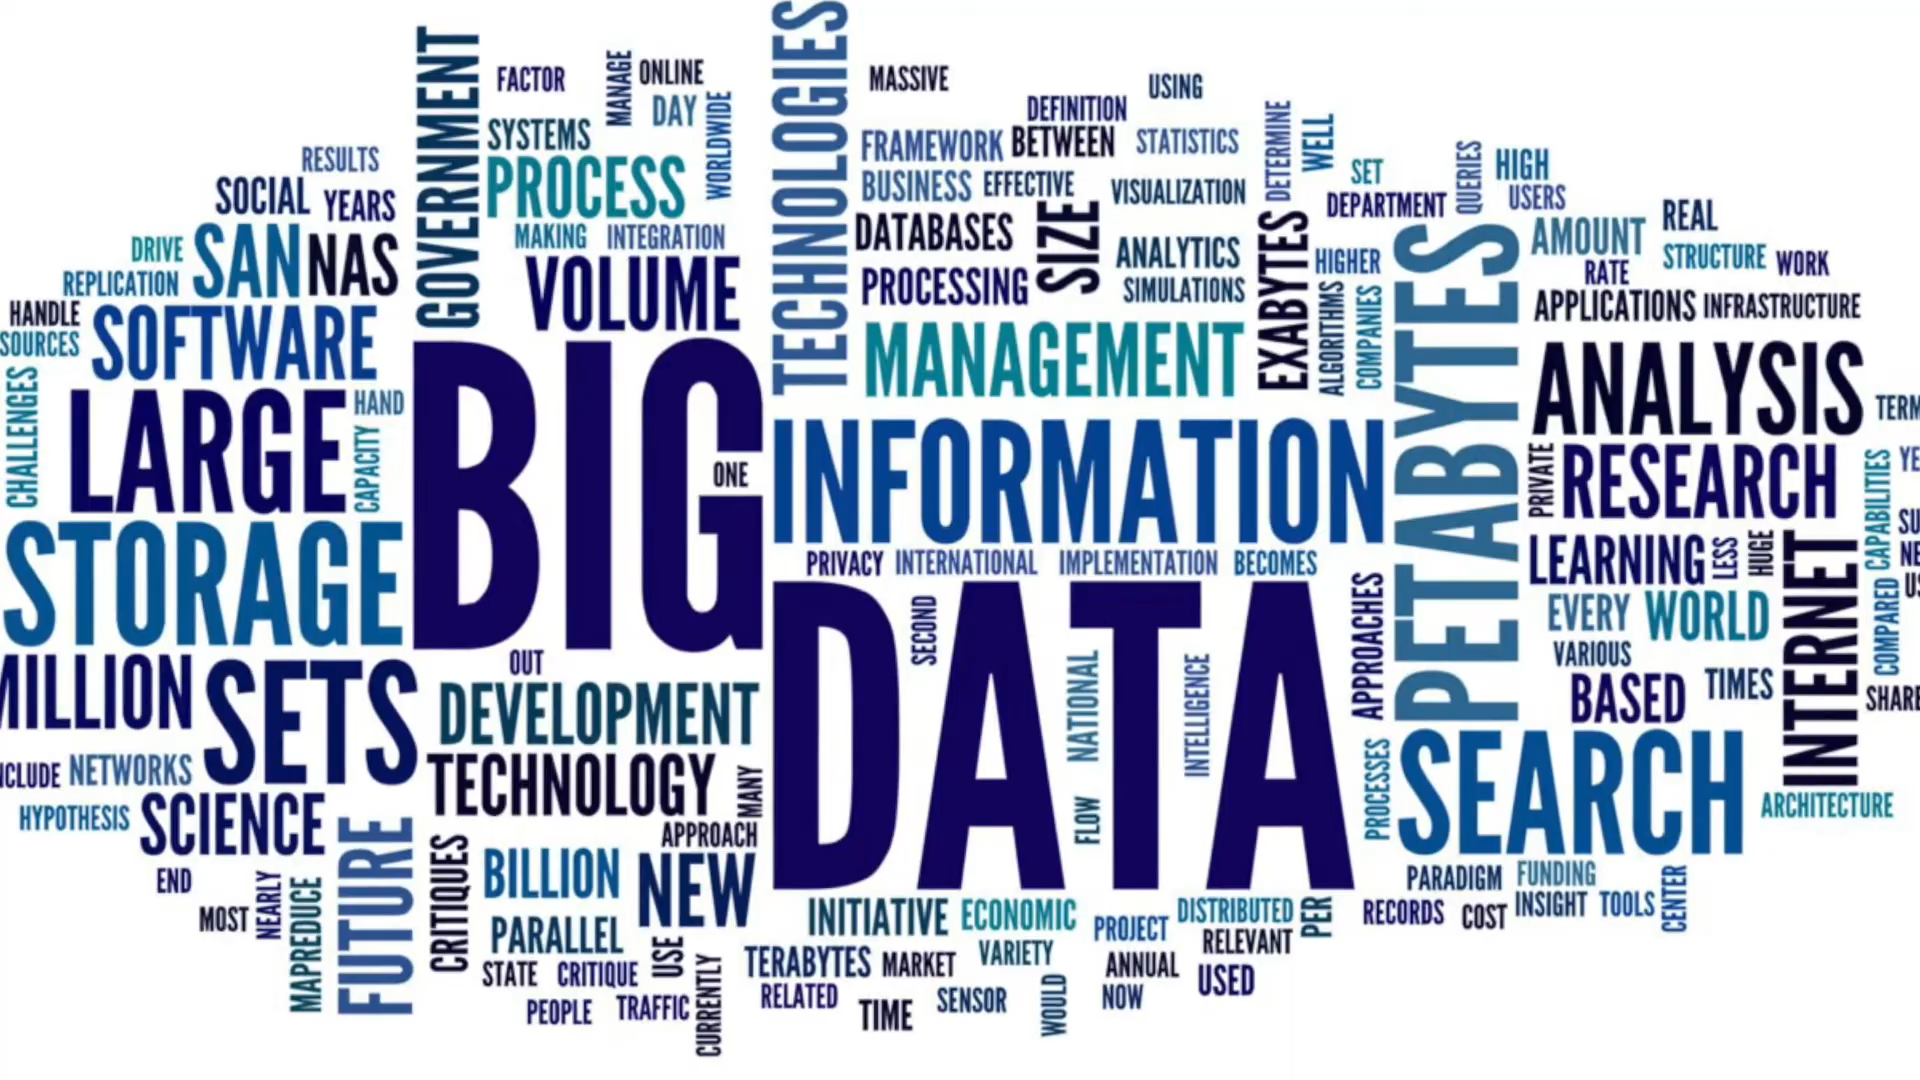 TECHNOLOGIES
GOVERNMENT
FACTOR
MANAGE
ONLINE
MASSIVE
USING
DAY
WORLDWIDE
DEFINITION
SYSTEMS
FRAMEWORK
BETWEEN
STATISTICS
DETERMINE
WELL
RESULTS
PROCESS
BUSINESS
EFFECTIVE
VISUALIZATION
SET
QUERIES
HIGH
SOCIAL
YEARS
DEPARTMENT
USERS
REAL
DRIVE
SAN
NAS
MAKING
INTEGRATION
DATABASES
SIZE
ANALYTICS
EXABYTES
HIGHER
PETABYTES
AMOUNT
STRUCTURE
WORK
REPLICATION
VOLUME
PROCESSING
SIMULATIONS
ALGORITHMS
COMPANIES
RATE
HANDLE
SOURCES
SOFTWARE
APPLICATIONS
INFRASTRUCTURE
MANAGEMENT
ANALYSIS
CHALLENGES
LARGE
HAND
CAPACITY
BIG
ONE
INFORMATION
PRIVATE
RESEARCH
CAPABILITIES
STORAGE
PRIVACY
INTERNATIONAL
IMPLEMENTATION
BECOMES
LEARNING
LESS
HUGE
INTERNET
DATA
SECOND
NATIONAL
INTELLIGENCE
APPROACHES
EVERY
WORLD
COMPARED
MILLION
SETS
OUT
DEVELOPMENT
VARIOUS
BASED
TIMES
SHARE
NETWORKS
TECHNOLOGY
MANY
FLOW
PROCESSES
SEARCH
HYPOTHESIS
SCIENCE
FUTURE
APPROACH
ARCHITECTURE
END
NEARLY
MAPREDUCE
CRITIQUES
BILLION
NEW
PARADIGM
FUNDING
CENTER
MOST
PARALLEL
INITIATIVE
ECONOMIC
PROJECT
DISTRIBUTED
PER
RECORDS
COST
INSIGHT
TOOLS
STATE
CRITIQUE
USE
CURRENTLY
TERABYTES
MARKET
VARIETY
RELEVANT
ANNUAL
USED
PEOPLE
TRAFFIC
RELATED
TIME
SENSOR
WOULD
NOW